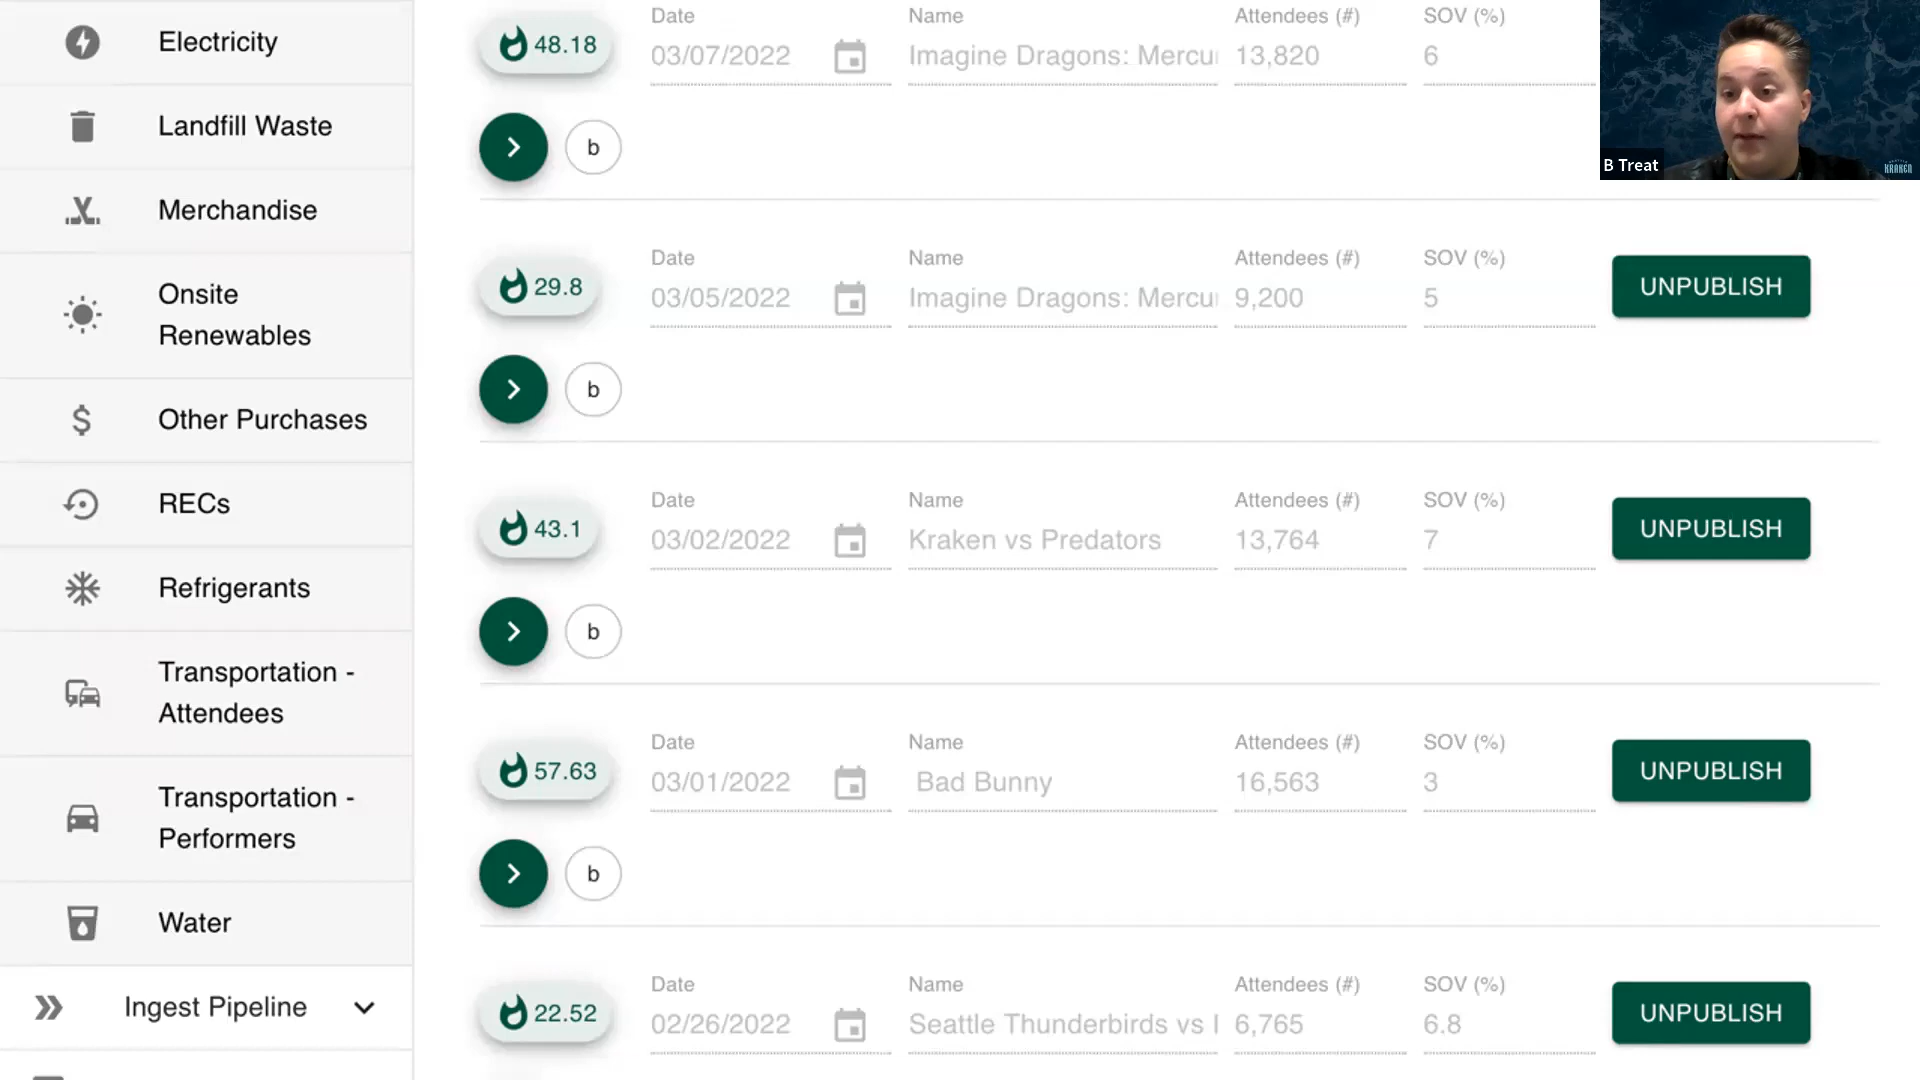 Electricity
Landfill Waste
Merchandise
Onsite
Renewables
Other Purchases
RECs
Refrigerants
Transportation -
Attendees
Transportation -
Performers
Water
Ingest Pipeline
48.18
Date
03/07/2022
Name
Imagine Dragons: Mercu
Attendees (#)
13,820
SOV (%)
6
b
29.8
Date
03/05/2022
Name
Imagine Dragons: Mercu
Attendees (#)
9,200
SOV (%)
5
UNPUBLISH
b
43.1
Date
03/02/2022
Name
Kraken vs Predators
Attendees (#)
13,764
SOV (%)
7
UNPUBLISH
b
57.63
Date
03/01/2022
Name
Bad Bunny
Attendees (#)
16,563
SOV (%)
3
UNPUBLISH
b
22.52
Date
02/26/2022
Name
Seattle Thunderbirds vs
Attendees (#)
6,765
SOV (%)
6.8
UNPUBLISH
B Treat
KRAKEN